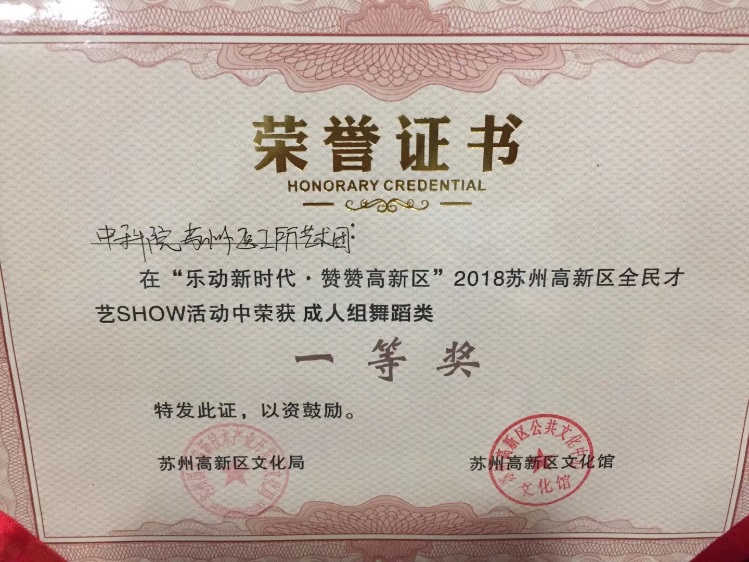 荣誉证书
HONORARY CREDENTIAL
中科院苏州医工所艺术团:
在“乐动新时代·赞赞高新区”2018苏州高新区全民才
艺SHOW活动中荣获 成人组舞蹈类
一等奖
特发此证，以资鼓励。
苏州高新区文化局
苏州高新区文化馆
文化馆